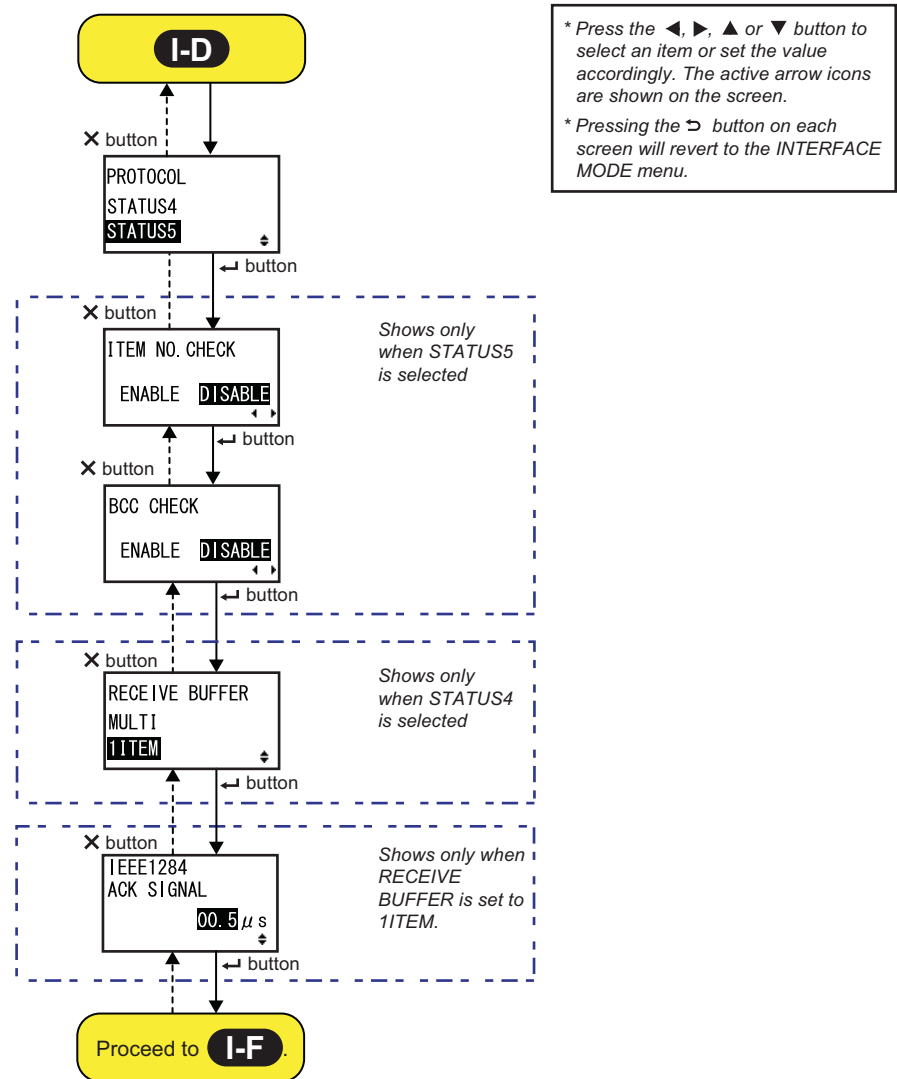 I-D
* Press the ◀, ▶, ▲ or ▼ button to
select an item or set the value
accordingly. The active arrow icons
are shown on the screen.
* Pressing the ⮌ button on each
screen will revert to the INTERFACE
MODE menu.
✕ button
PROTOCOL
STATUS4
STATUS5
↵ button
✕ button
ITEM NO. CHECK
ENABLE DISABLE
Shows only
when STATUS5
is selected
↵ button
✕ button
BCC CHECK
ENABLE DISABLE
↵ button
✕ button
RECEIVE BUFFER
MULTI
1ITEM
Shows only
when STATUS4
is selected
↵ button
✕ button
IEEE1284
ACK SIGNAL
00.5 μs
Shows only when
RECEIVE
BUFFER is set to
1ITEM.
↵ button
Proceed to I-F .